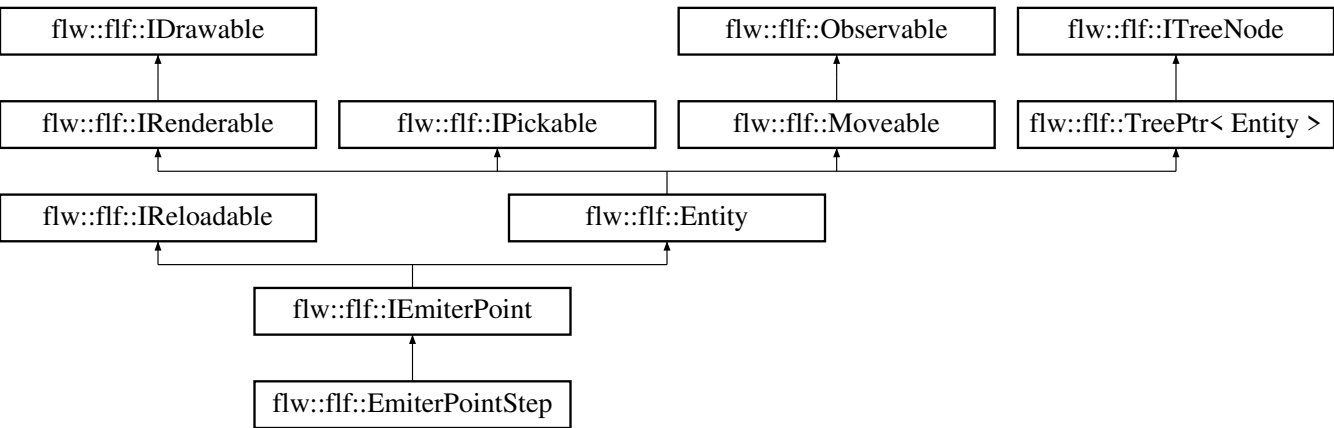 flw::flf::IDrawable
flw::flf::Observable
flw::flf::ITreeNode
flw::flf::IRenderable
flw::flf::IPickable
flw::flf::Moveable
flw::flf::TreePtr< Entity >
flw::flf::IReloadable
flw::flf::Entity
flw::flf::IEmiterPoint
flw::flf::EmiterPointStep